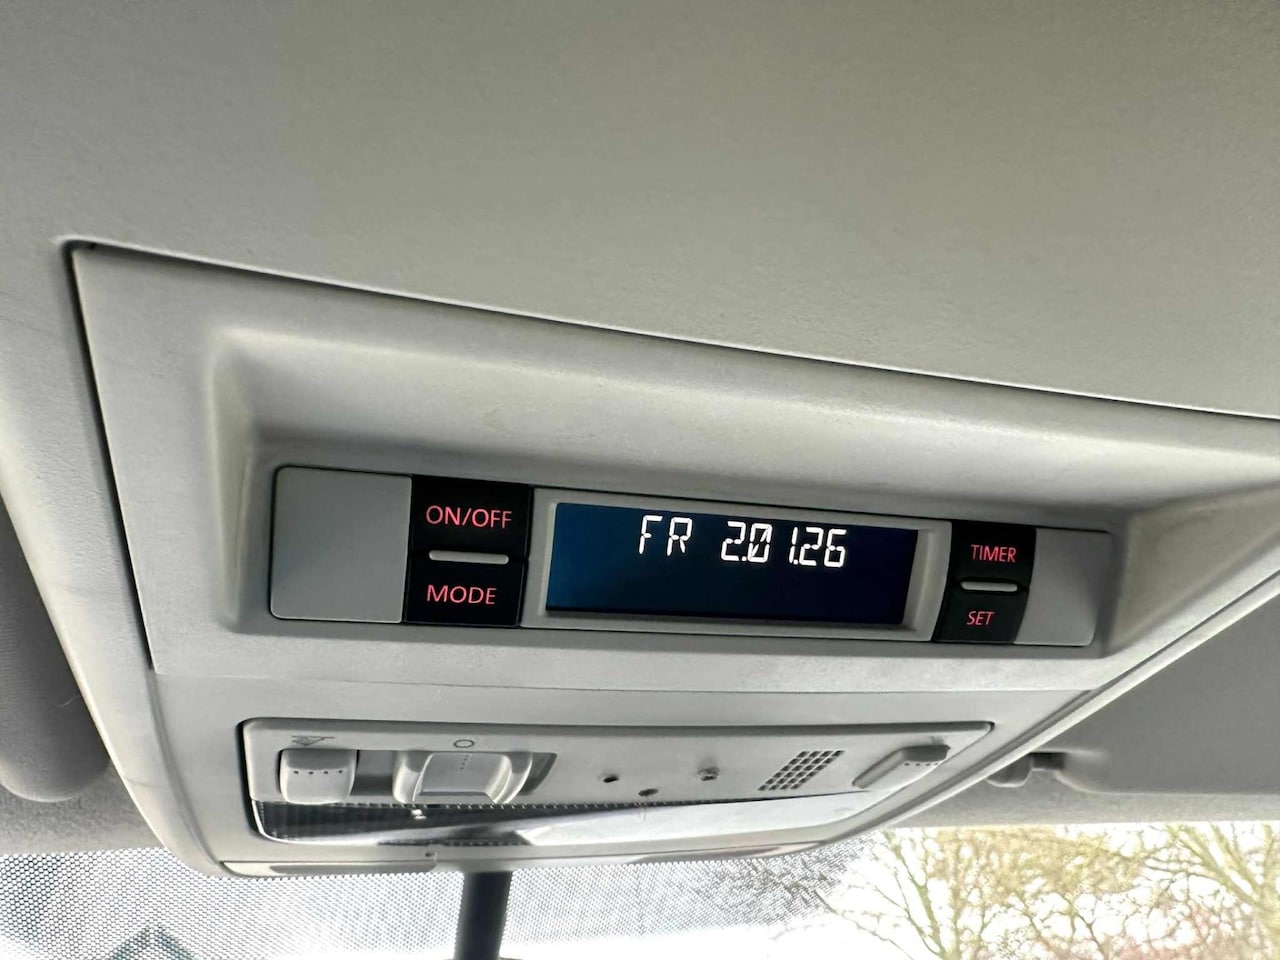 ON/OFF
MODE
FR 2.01.26
TIMER
SET